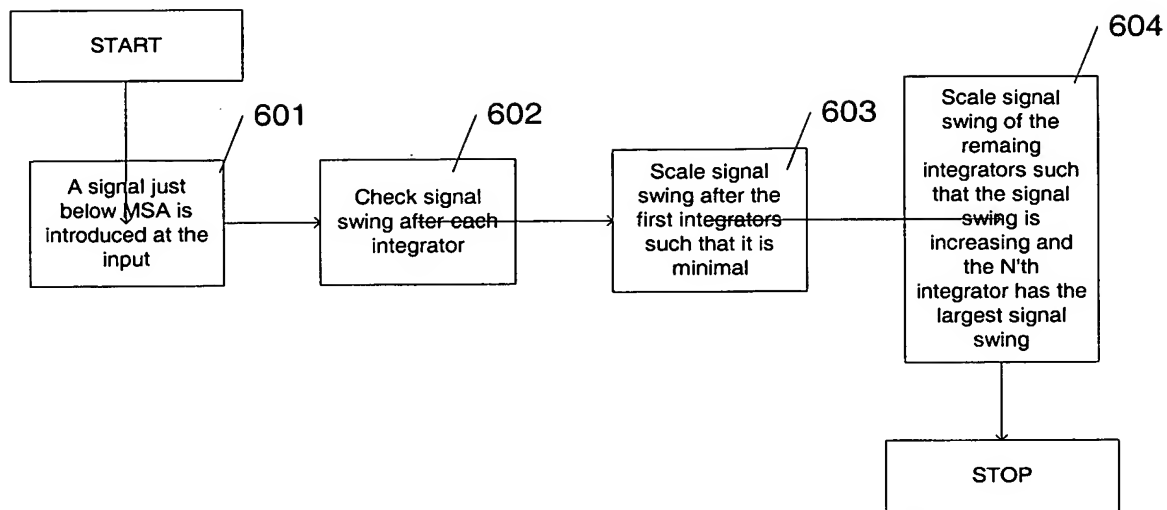 START
601
A signal just
below MSA is
introduced at the
input
602
Check signal
swing after each
integrator
603
Scale signal
swing after the
first integrators
such that it is
minimal
604
Scale signal
swing of the
remaing
integrators such
that the signal
swing is
increasing and
the N'th
integrator has the
largest signal
swing
STOP